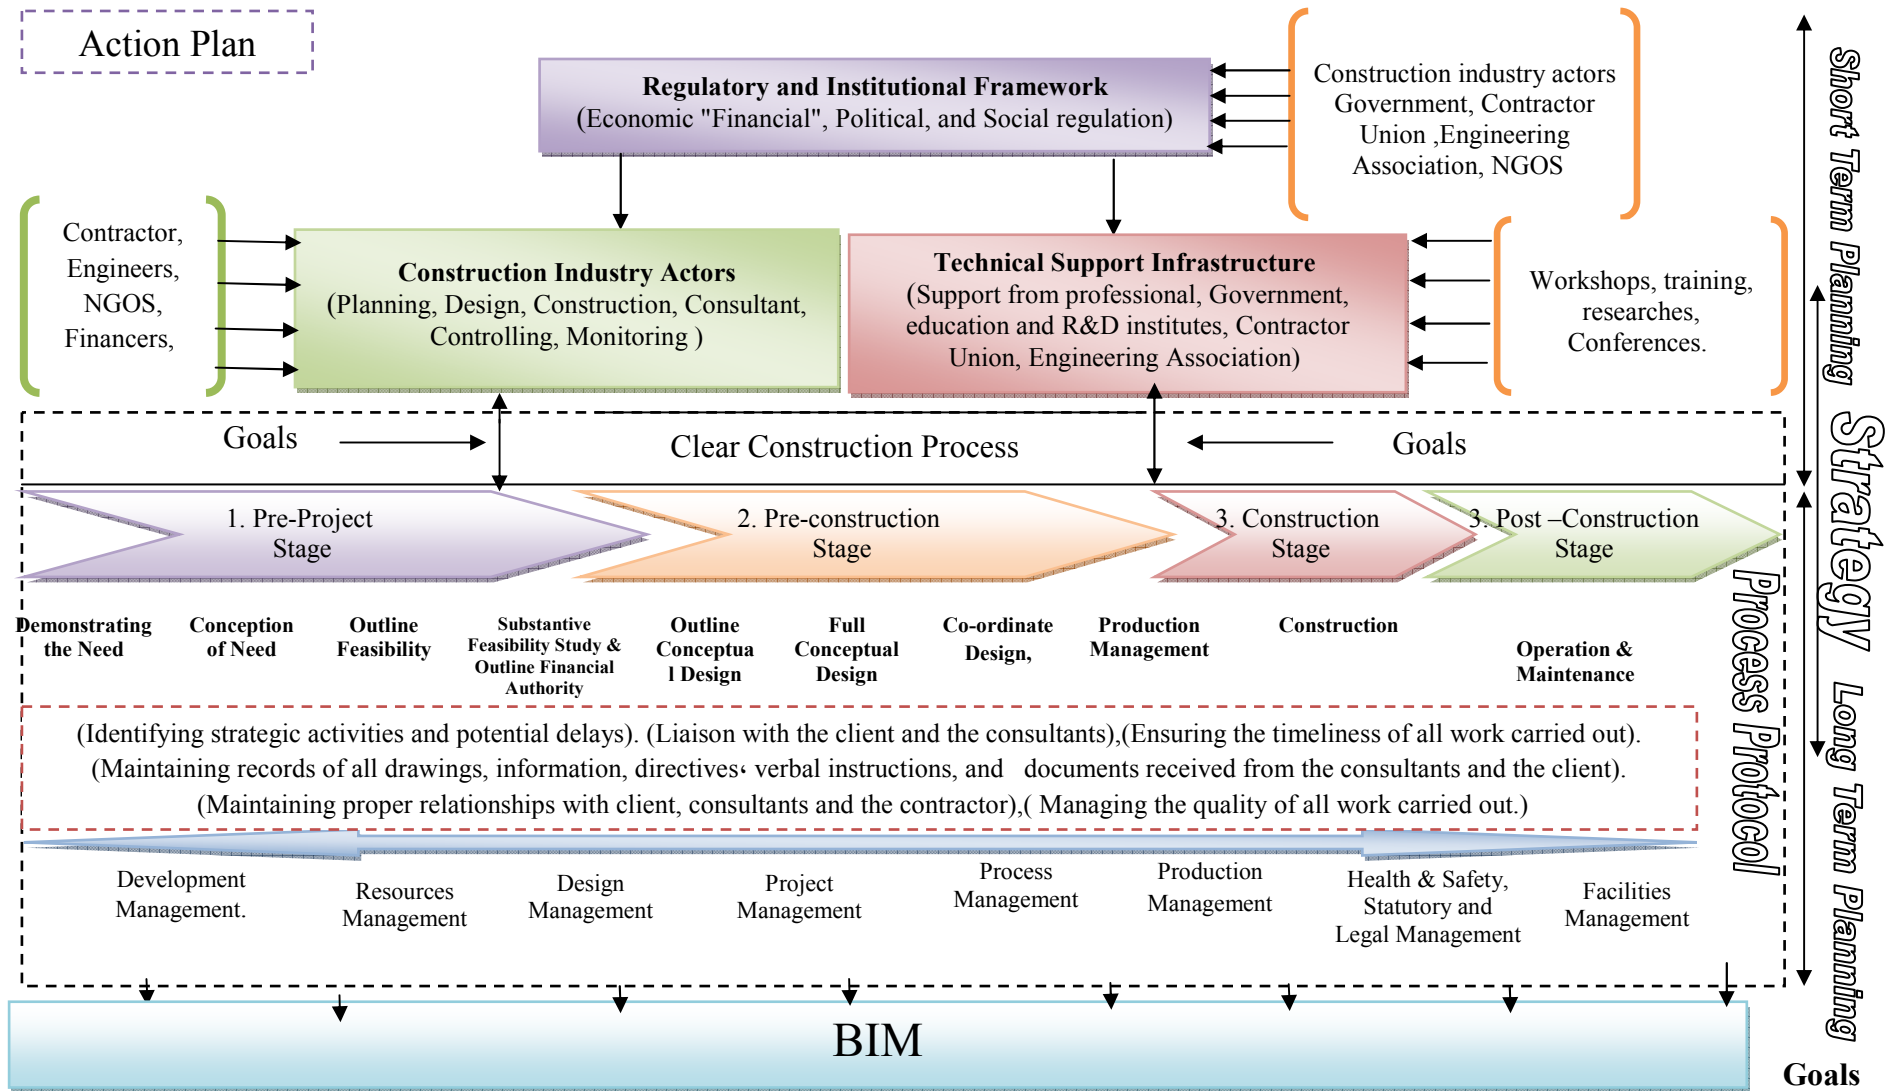 Action Plan
Regulatory and Institutional Framework
(Economic "Financial", Political, and Social regulation)
Construction industry actors
Government, Contractor
Union ,Engineering
Association, NGOS
Contractor,
Engineers,
NGOS,
Financers,
Construction Industry Actors
(Planning, Design, Construction, Consultant,
Controlling, Monitoring )
Technical Support Infrastructure
(Support from professional, Government,
education and R&D institutes, Contractor
Union, Engineering Association)
Workshops, training,
researches,
Conferences.
Short Term Planning
Goals
Clear Construction Process
Goals
Strategy
1. Pre-Project
Stage
2. Pre-construction
Stage
3. Construction
Stage
3. Post –Construction
Stage
Demonstrating
the Need
Conception
of Need
Outline
Feasibility
Substantive
Feasibility Study &
Outline Financial
Authority
Outline
Conceptua
l Design
Full
Conceptual
Design
Co-ordinate
Design,
Production
Management
Construction
Operation &
Maintenance
Process Protocol
Long Term Planning
(Identifying strategic activities and potential delays). (Liaison with the client and the consultants),(Ensuring the timeliness of all work carried out).
(Maintaining records of all drawings, information, directives، verbal instructions, and documents received from the consultants and the client).
(Maintaining proper relationships with client, consultants and the contractor),( Managing the quality of all work carried out.)
Development
Management.
Resources
Management
Design
Management
Project
Management
Process
Management
Production
Management
Health & Safety,
Statutory and
Legal Management
Facilities
Management
BIM
Goals